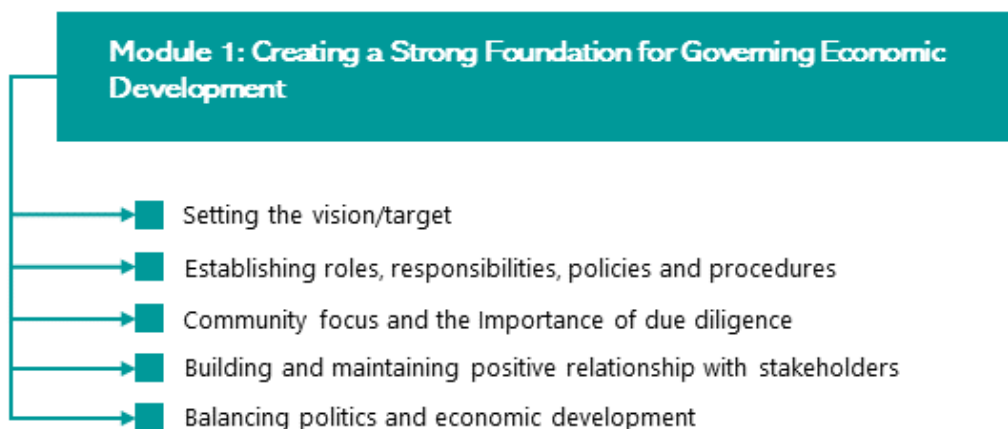 Module 1: Creating a Strong Foundation for Governing Economic
Development
Setting the vision/target
Establishing roles, responsibilities, policies and procedures
Community focus and the Importance of due diligence
Building and maintaining positive relationship with stakeholders
Balancing politics and economic development